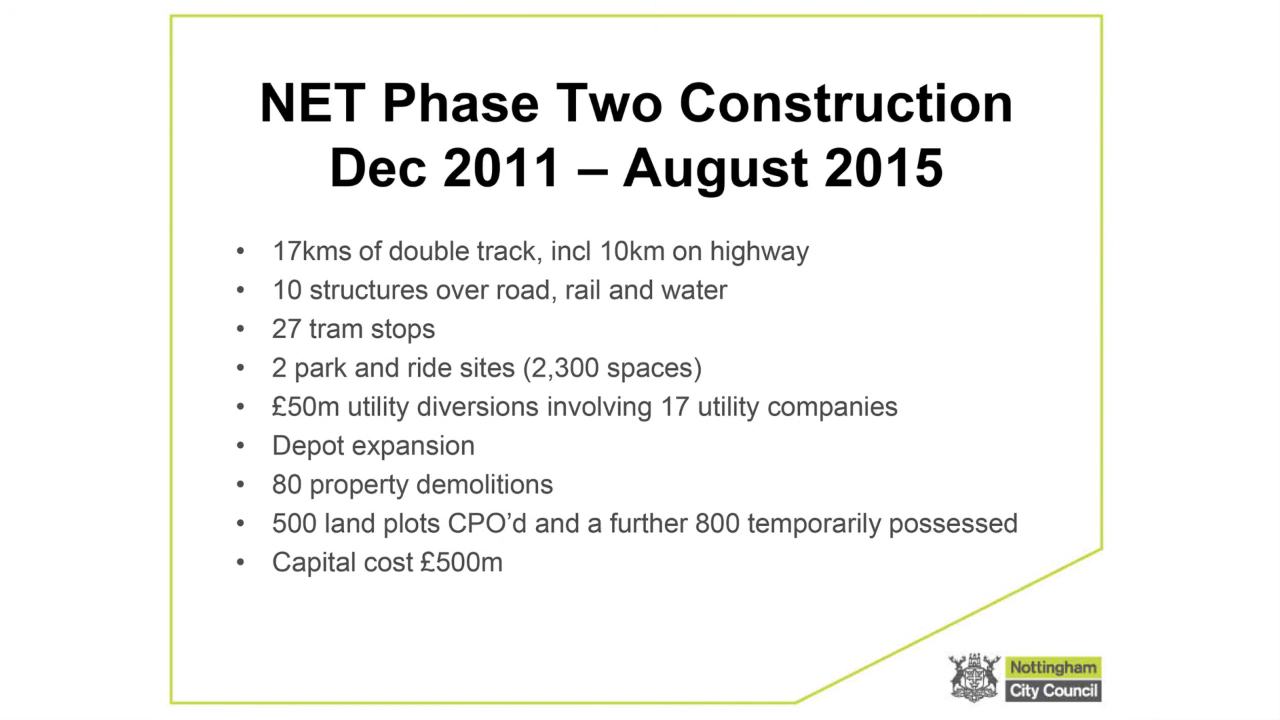 NET Phase Two Construction
Dec 2011 – August 2015
• 17kms of double track, incl 10km on highway
• 10 structures over road, rail and water
• 27 tram stops
• 2 park and ride sites (2,300 spaces)
• £50m utility diversions involving 17 utility companies
• Depot expansion
• 80 property demolitions
• 500 land plots CPO’d and a further 800 temporarily possessed
• Capital cost £500m
Nottingham
City Council